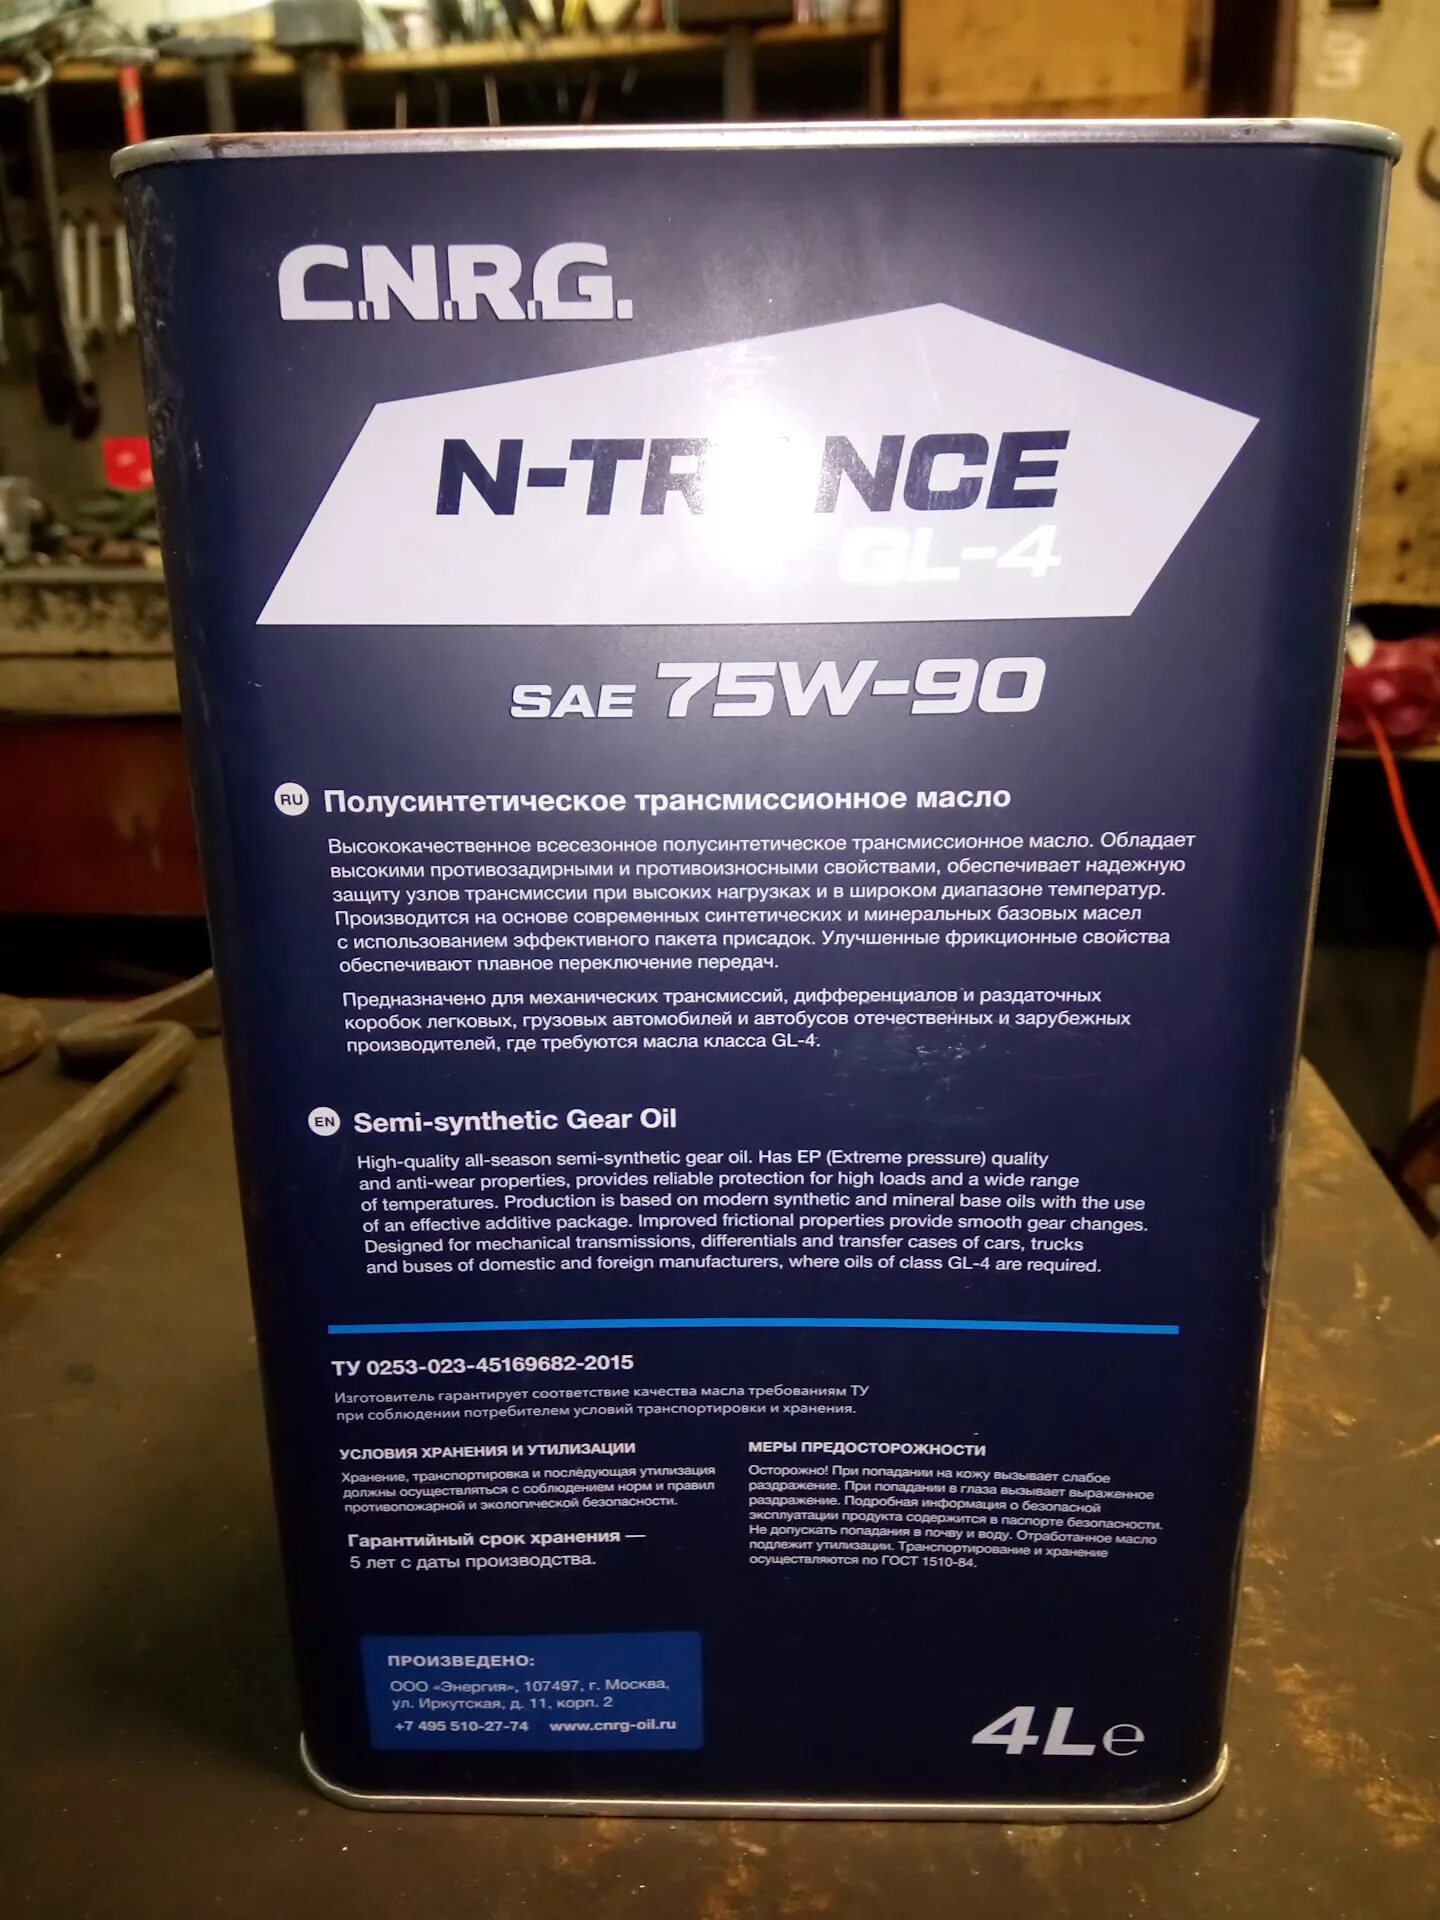 C.N.R.G.
GL-4
SAE 75W-90
RU Полусинтетическое трансмиссионное масло
Высококачественное всесезонное полусинтетическое трансмиссионное масло. Обладает
высокими противозадирными и противоизносными свойствами, обеспечивает надежную
защиту узлов трансмиссии при высоких нагрузках и в широком диапазоне температур.
Производится на основе современных синтетических и минеральных базовых масел
с использованием эффективного пакета присадок. Улучшенные фрикционные свойства
обеспечивают плавное переключение передач.
Предназначено для механических трансмиссий, дифференциалов и раздаточных
коробок легковых, грузовых автомобилей и автобусов отечественных и зарубежных
производителей, где требуются масла класса GL-4.
EN Semi-synthetic Gear Oil
High-quality all-season semi-synthetic gear oil. Has EP (Extreme pressure) quality
and anti-wear properties, provides reliable protection for high loads and a wide range
of temperatures. Production is based on modern synthetic and mineral base oils with the use
of an effective additive package. Improved frictional properties provide smooth gear changes.
Designed for mechanical transmissions, differentials and transfer cases of cars, trucks
and buses of domestic and foreign manufacturers, where oils of class GL-4 are required.
ТУ 0253-023-45169682-2015
Изготовитель гарантирует соответствие качества масла требованиям ТУ
при соблюдении потребителем условий транспортировки и хранения.
УСЛОВИЯ ХРАНЕНИЯ И УТИЛИЗАЦИИ
Хранение, транспортировка и последующая утилизация
должны осуществляться с соблюдением норм и правил
противопожарной и экологической безопасности.
Гарантийный срок хранения —
5 лет с даты производства.
МЕРЫ ПРЕДОСТОРОЖНОСТИ
Осторожно! При попадании на кожу вызывает слабое
раздражение. При попадании в глаза вызывает выраженное
раздражение. Подробная информация о безопасной
эксплуатации продукта содержится в паспорте безопасности.
Не допускать попадания в почву и воду. Отработанное масло
подлежит утилизации. Транспортирование и хранение
осуществляются по ГОСТ 1510-84.
ПРОИЗВЕДЕНО:
ООО «Энергия», 107497, г. Москва,
ул. Иркутская, д. 11, корп. 2
+7 495 510-27-74 www.cnrg-oil.ru
4L e